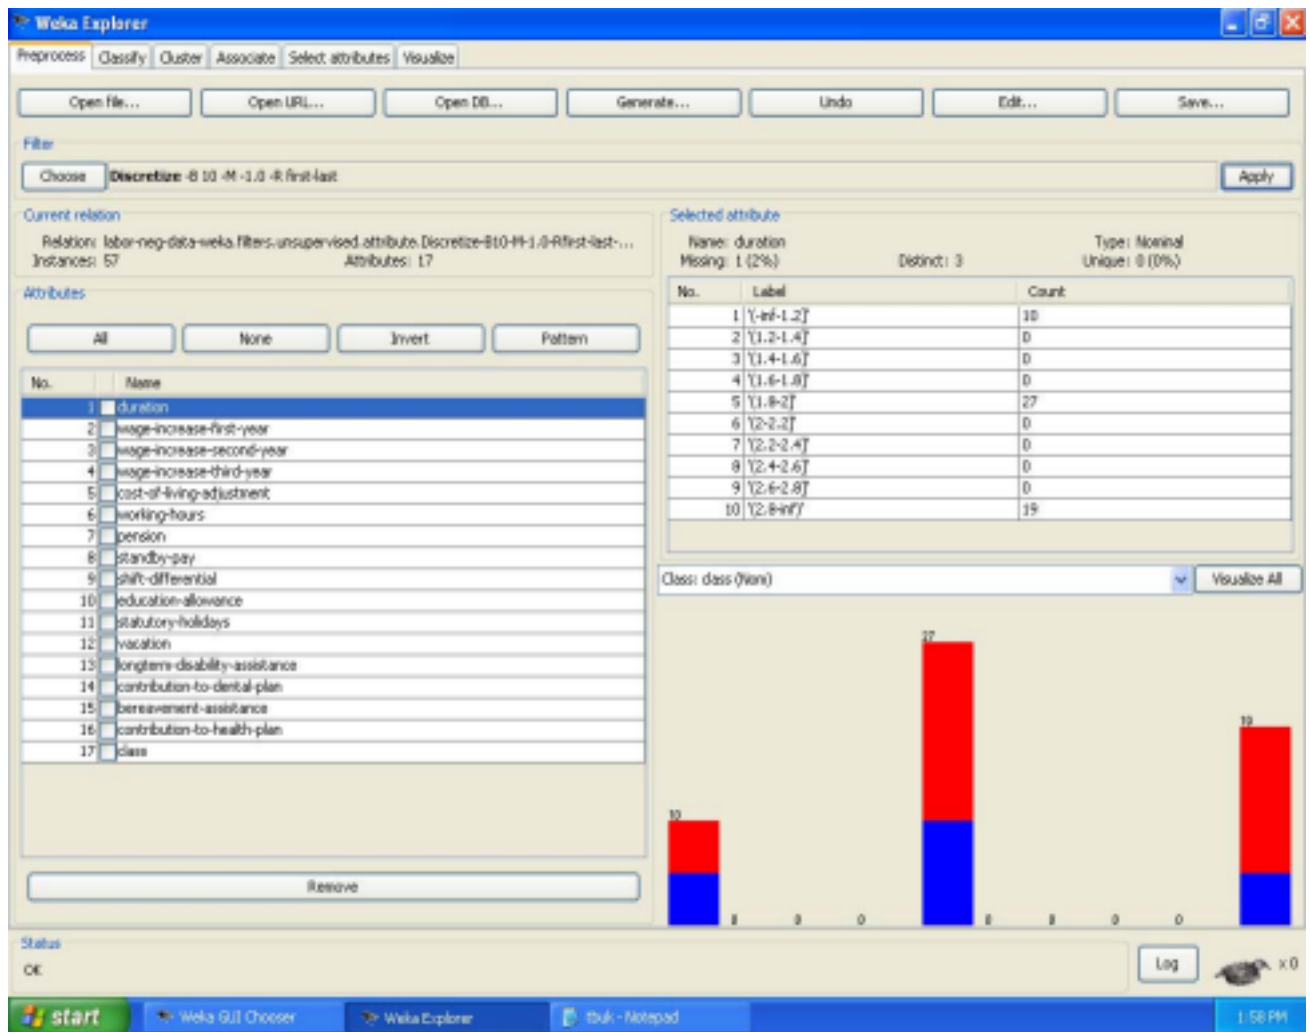 Weka Explorer
Preprocess Classify Cluster Associate Select attributes Visualize
Open file... Open URL... Open DB... Generate... Undo Edit... Save...
Filter
Choose Discretize -B 10 -M -1.0 -R first-last Apply
Current relation
Relation: labor-neg-data-weka.filters.unsupervised.attribute.Discretize-B10-M-1.0-Rfirst-last-...
Instances: 57 Attributes: 17
Attributes
All None Invert Pattern
No. Name
1 duration
2 wage-increase-first-year
3 wage-increase-second-year
4 wage-increase-third-year
5 cost-of-living-adjustment
6 working-hours
7 pension
8 standby-pay
9 shift-differential
10 education-allowance
11 statutory-holidays
12 vacation
13 longterm-disability-assistance
14 contribution-to-dental-plan
15 bereavement-assistance
16 contribution-to-health-plan
17 class
Remove
Selected attribute
Name: duration Type: Nominal
Missing: 1 (2%) Distinct: 3 Unique: 0 (0%)
No. Label Count
1 '(-inf-1.2]' 10
2 '(1.2-1.4]' 0
3 '(1.4-1.6]' 0
4 '(1.6-1.8]' 0
5 '(1.8-2]' 27
6 '(2-2.2]' 0
7 '(2.2-2.4]' 0
8 '(2.4-2.6]' 0
9 '(2.6-2.8]' 0
10 '(2.8-inf)' 19
Class: class (Nom) Visualize All
27
19
10
0 0 0 0 0 0 0
Status
OK
Log x 0
start Weka GUI Chooser Weka Explorer tbuk - Notepad 1:58 PM